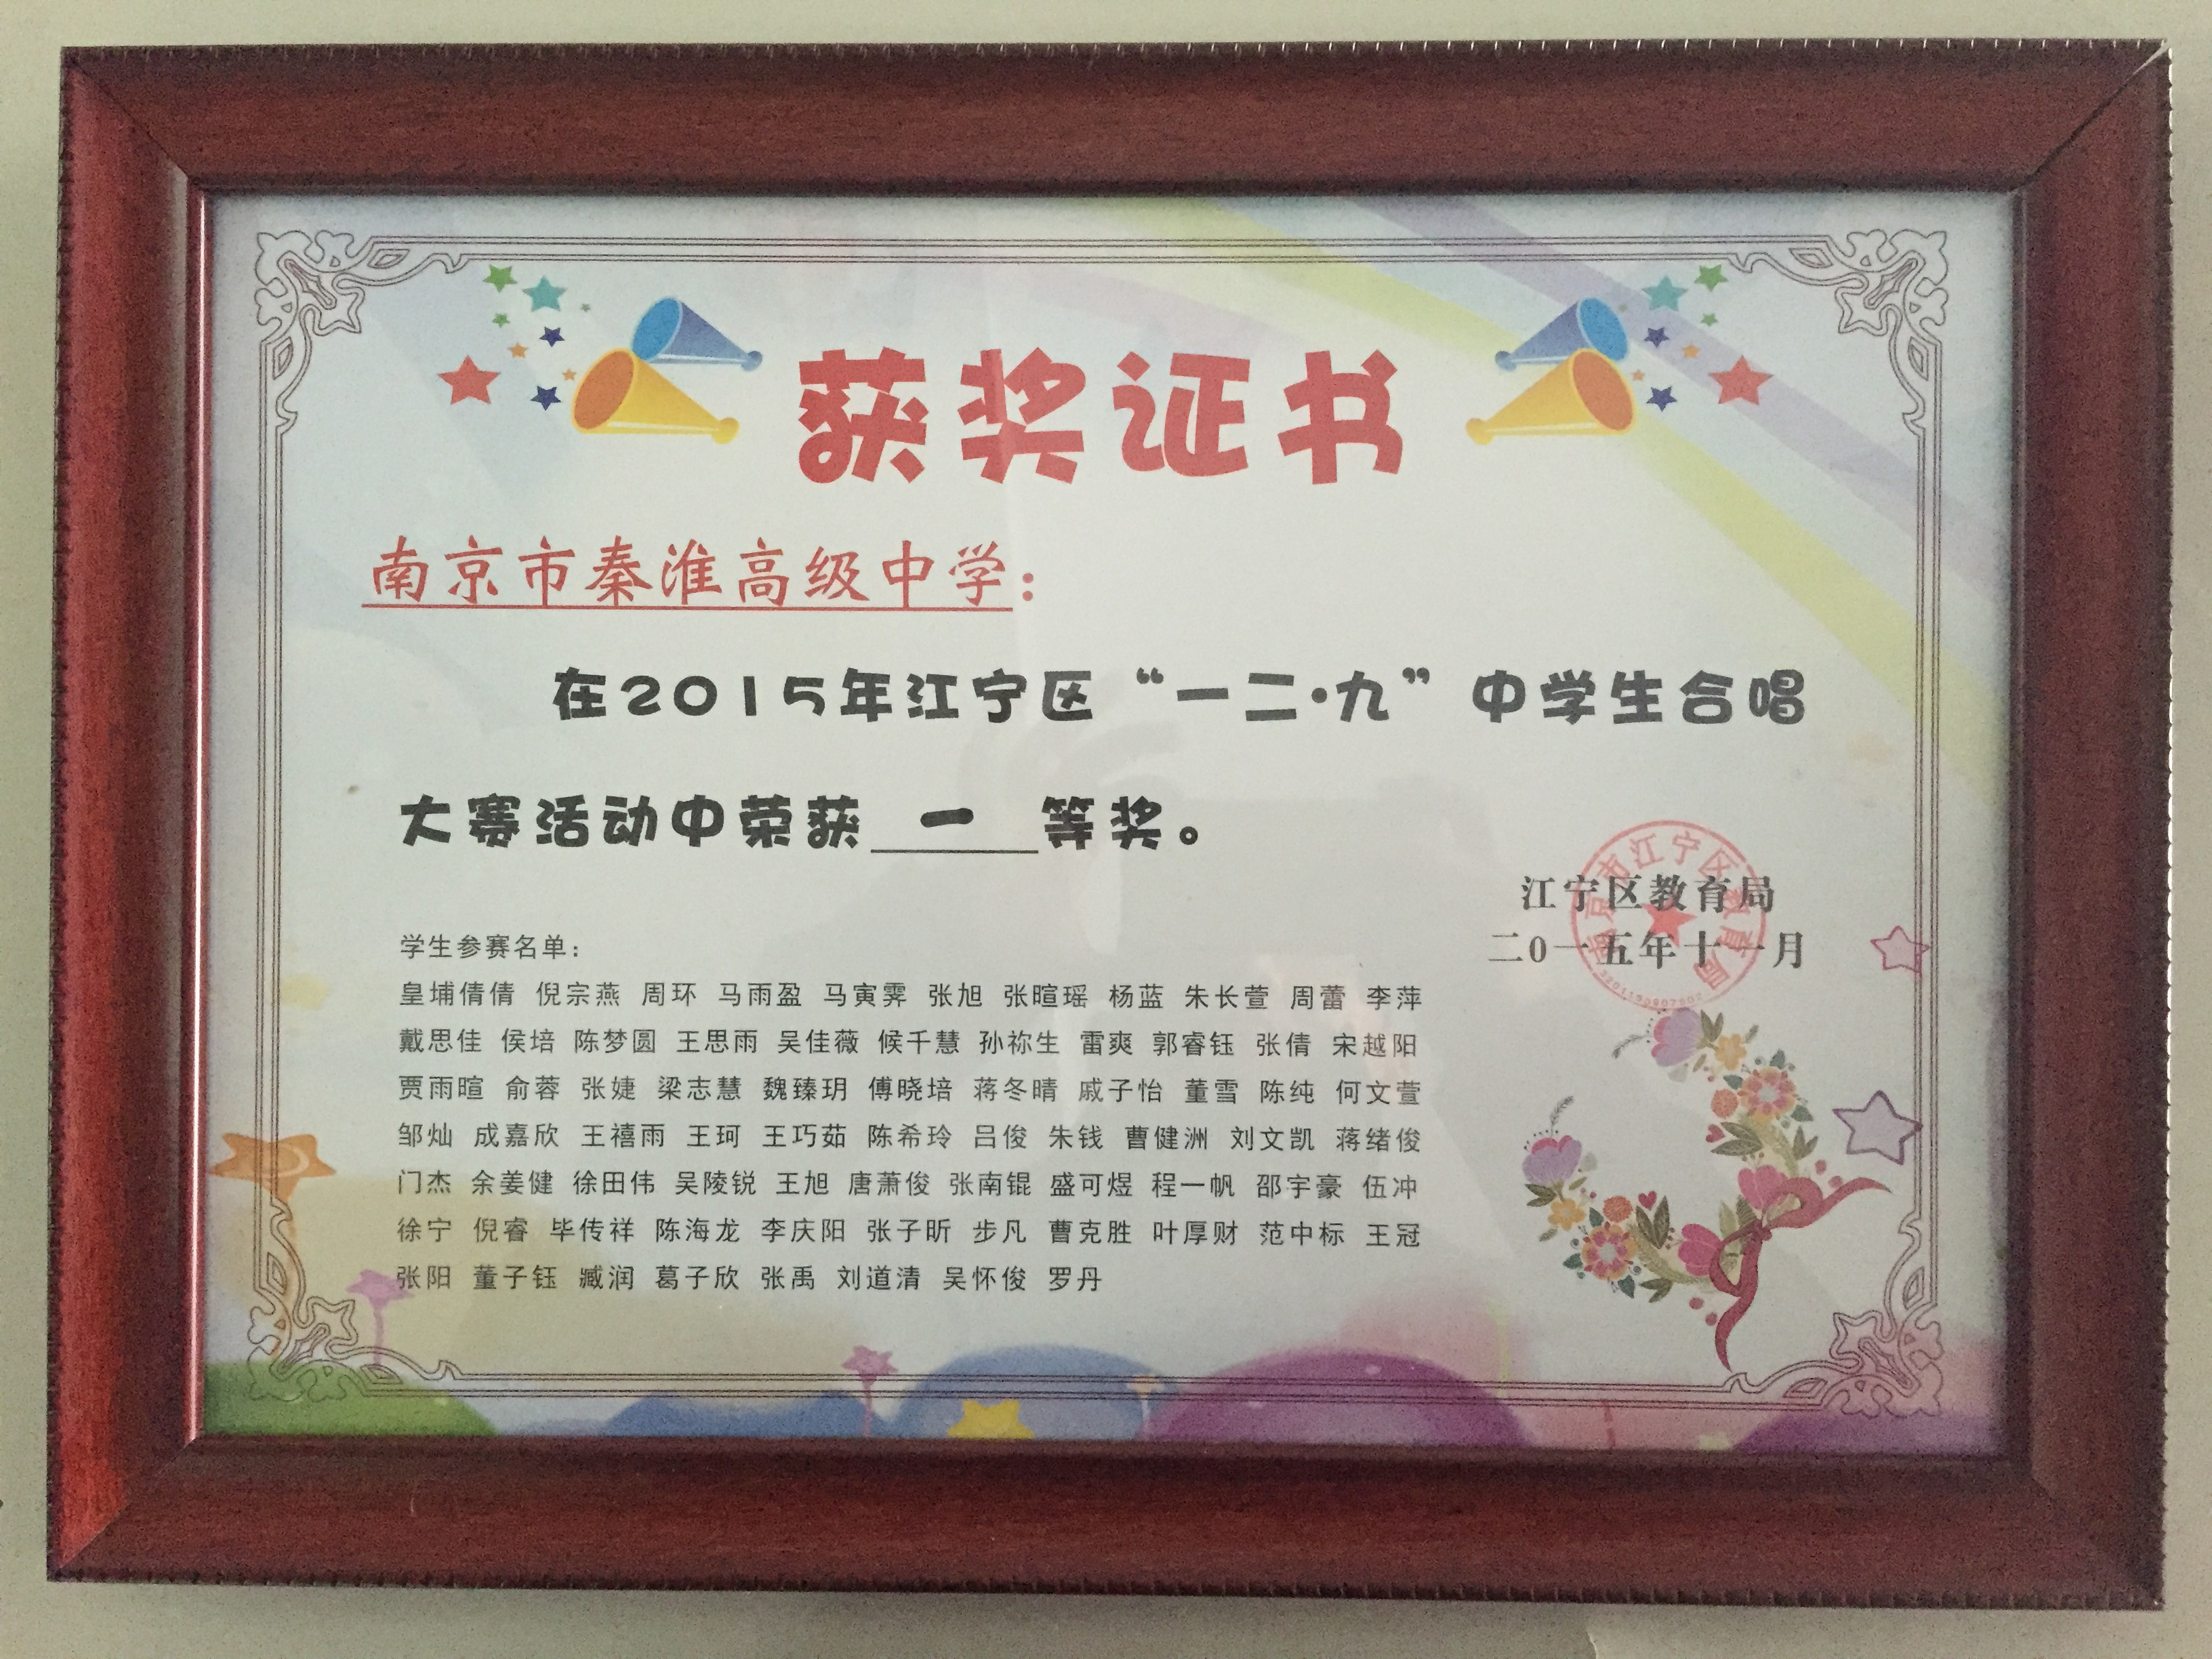 获奖证书
南京市秦淮高级中学：
在2015年江宁区“一二·九”中学生合唱
大赛活动中荣获 一 等奖。
江宁区教育局
二0一五年十一月
南京市江宁区教育局
学生参赛名单：
皇埔倩倩 倪宗燕 周环 马雨盈 马寅霁 张旭 张暄瑶 杨蓝 朱长萱 周蕾 李萍
戴思佳 侯培 陈梦圆 王思雨 吴佳薇 候千慧 孙祢生 雷爽 郭睿钰 张倩 宋越阳
贾雨暄 俞蓉 张婕 梁志慧 魏臻玥 傅晓培 蒋冬晴 戚子怡 董雪 陈纯 何文萱
邹灿 成嘉欣 王禧雨 王珂 王巧茹 陈希玲 吕俊 朱钱 曹健洲 刘文凯 蒋绪俊
门杰 余姜健 徐田伟 吴陵锐 王旭 唐萧俊 张南锟 盛可煜 程一帆 邵宇豪 伍冲
徐宁 倪睿 毕传祥 陈海龙 李庆阳 张子昕 步凡 曹克胜 叶厚财 范中标 王冠
张阳 董子钰 臧润 葛子欣 张禹 刘道清 吴怀俊 罗丹